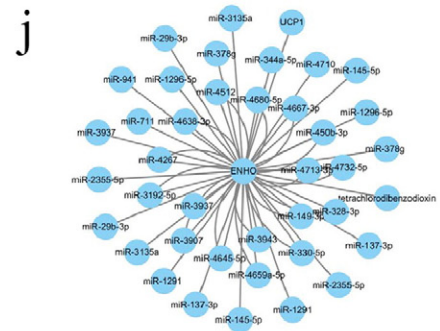 j
miR-3135a
UCP1
miR-29b-3p
miR-378g
miR-344a-5p
miR-4710
miR-145-5p
miR-941
miR-1296-5p
miR-4512
miR-4680-5p
miR-4667-3p
miR-1296-5p
miR-711
miR-4638-3p
miR-450b-3p
miR-3937
miR-378g
miR-4267
ENHO
miR-4713-3p
miR-4732-5p
miR-2355-5p
miR-3192-5p
tetrachlorodibenzodioxin
miR-3937
miR-149-3p
miR-328-3p
miR-29b-3p
miR-3907
miR-3943
miR-137-3p
miR-3135a
miR-4645-5p
miR-330-5p
miR-1291
miR-4659a-5p
miR-2355-5p
miR-137-3p
miR-1291
miR-145-5p